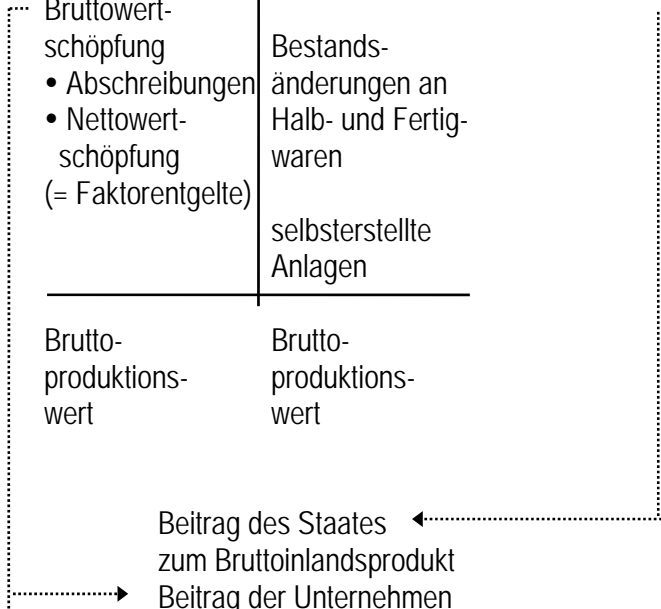 Bruttowert-
schöpfung
• Abschreibungen
• Nettowert-
schöpfung
(= Faktorentgelte)
Bestands-
änderungen an
Halb- und Fertig-
waren
selbsterstellte
Anlagen
Brutto-
produktions-
wert
Brutto-
produktions-
wert
Beitrag des Staates
zum Bruttoinlandsprodukt
Beitrag der Unternehmen